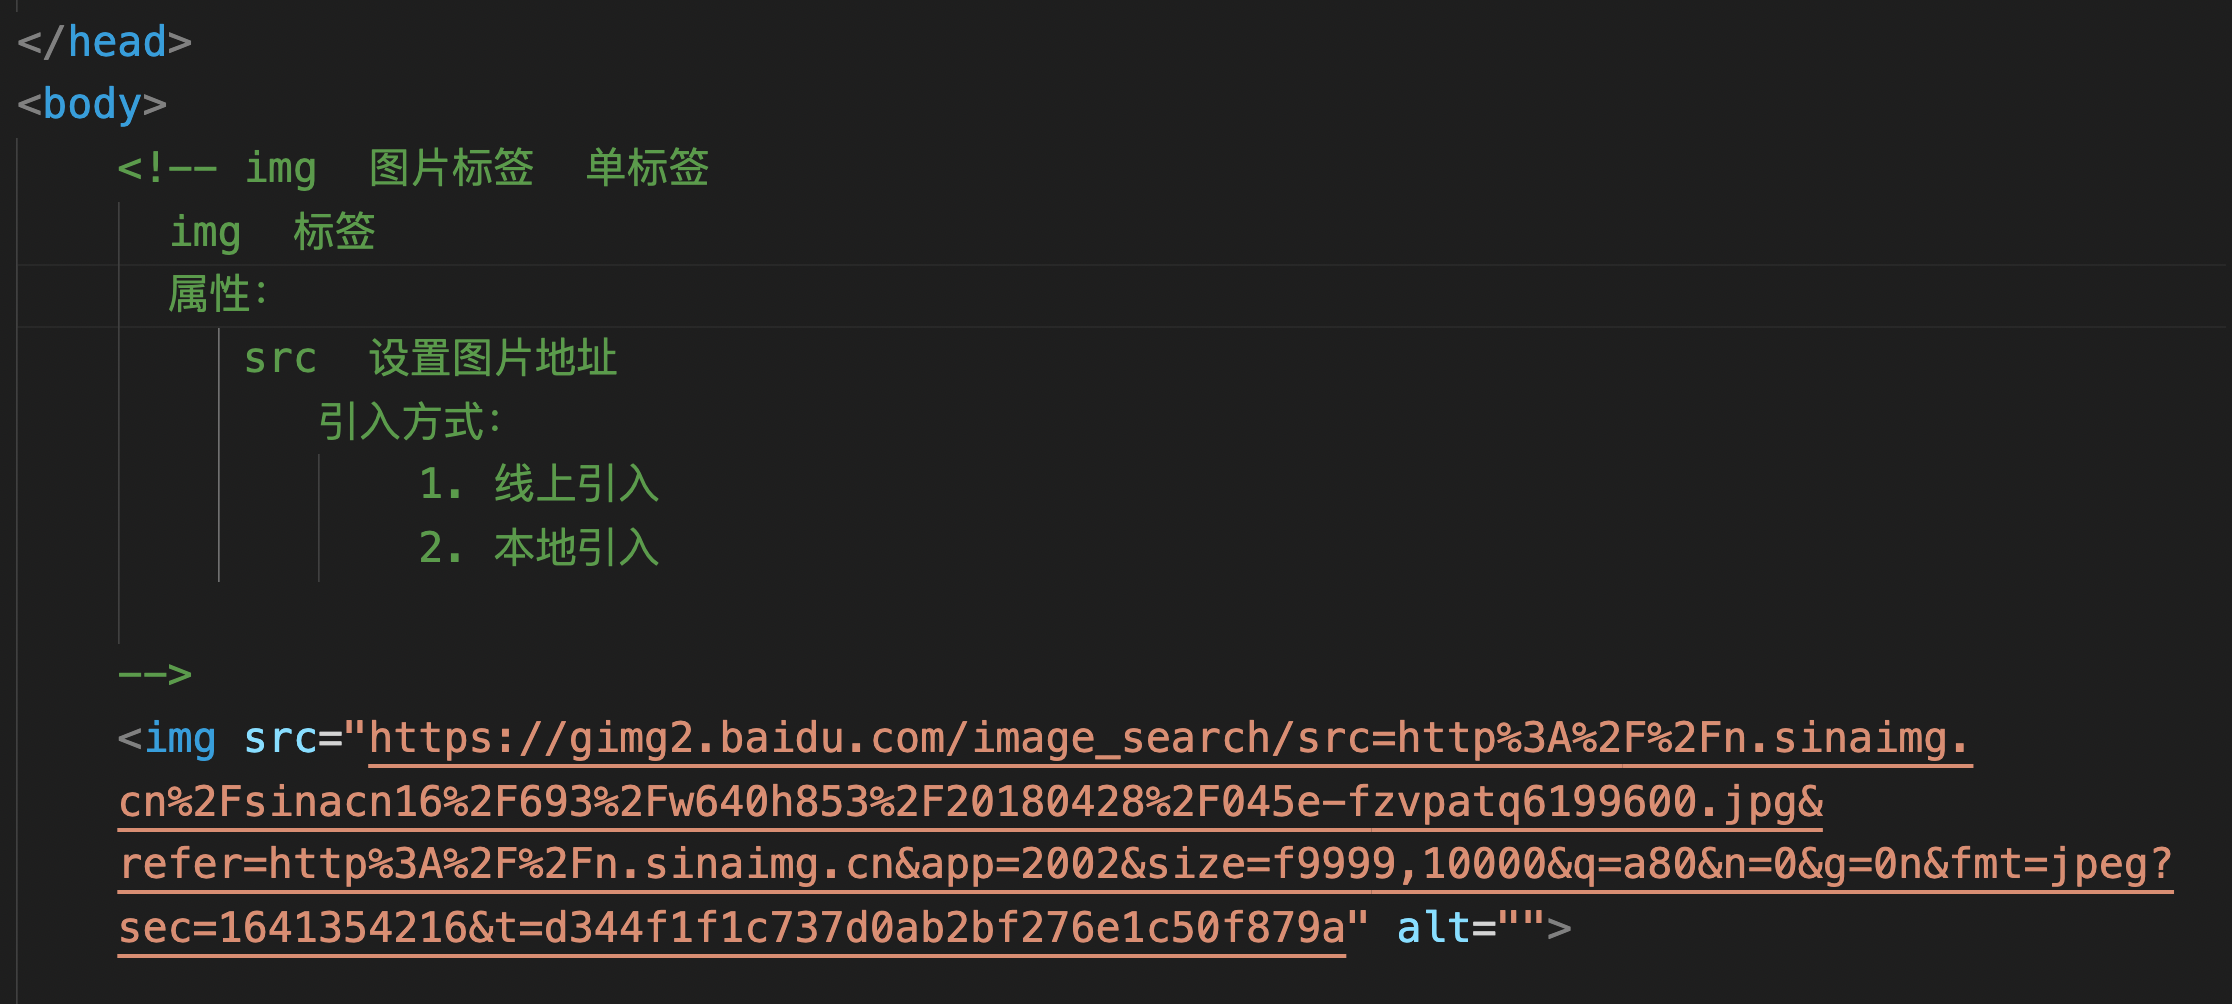 </head>
<body>
<!-- img  图片标签  单标签
img  标签
属性：
src  设置图片地址
引入方式：
1. 线上引入
2. 本地引入
-->
<img src="https://gimg2.baidu.com/image_search/src=http%3A%2F%2Fn.sinaimg.
cn%2Fsinacn16%2F693%2Fw640h853%2F20180428%2F045e-fzvpatq6199600.jpg&
refer=http%3A%2F%2Fn.sinaimg.cn&app=2002&size=f9999,10000&q=a80&n=0&g=0n&fmt=jpeg?
sec=1641354216&t=d344f1f1c737d0ab2bf276e1c50f879a" alt="">